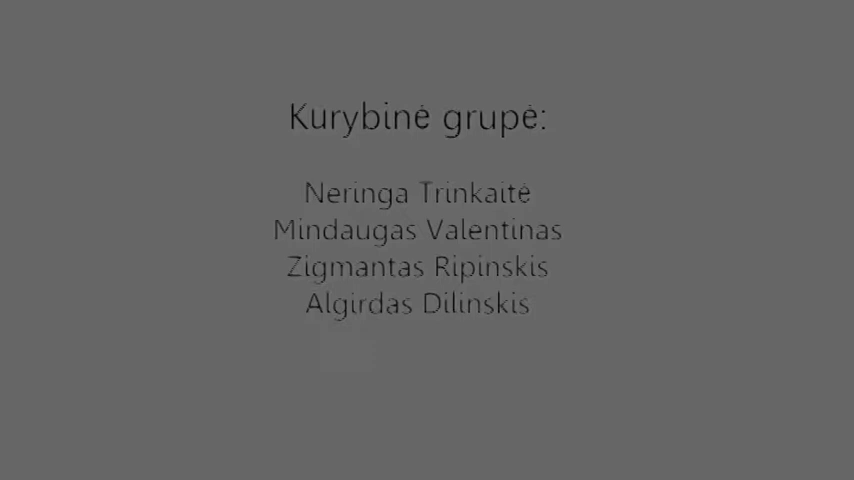 Kurybinė grupė:
Neringa Trinkaitė
Mindaugas Valentinas
Zigmantas Ripinskis
Algirdas Dilinskis